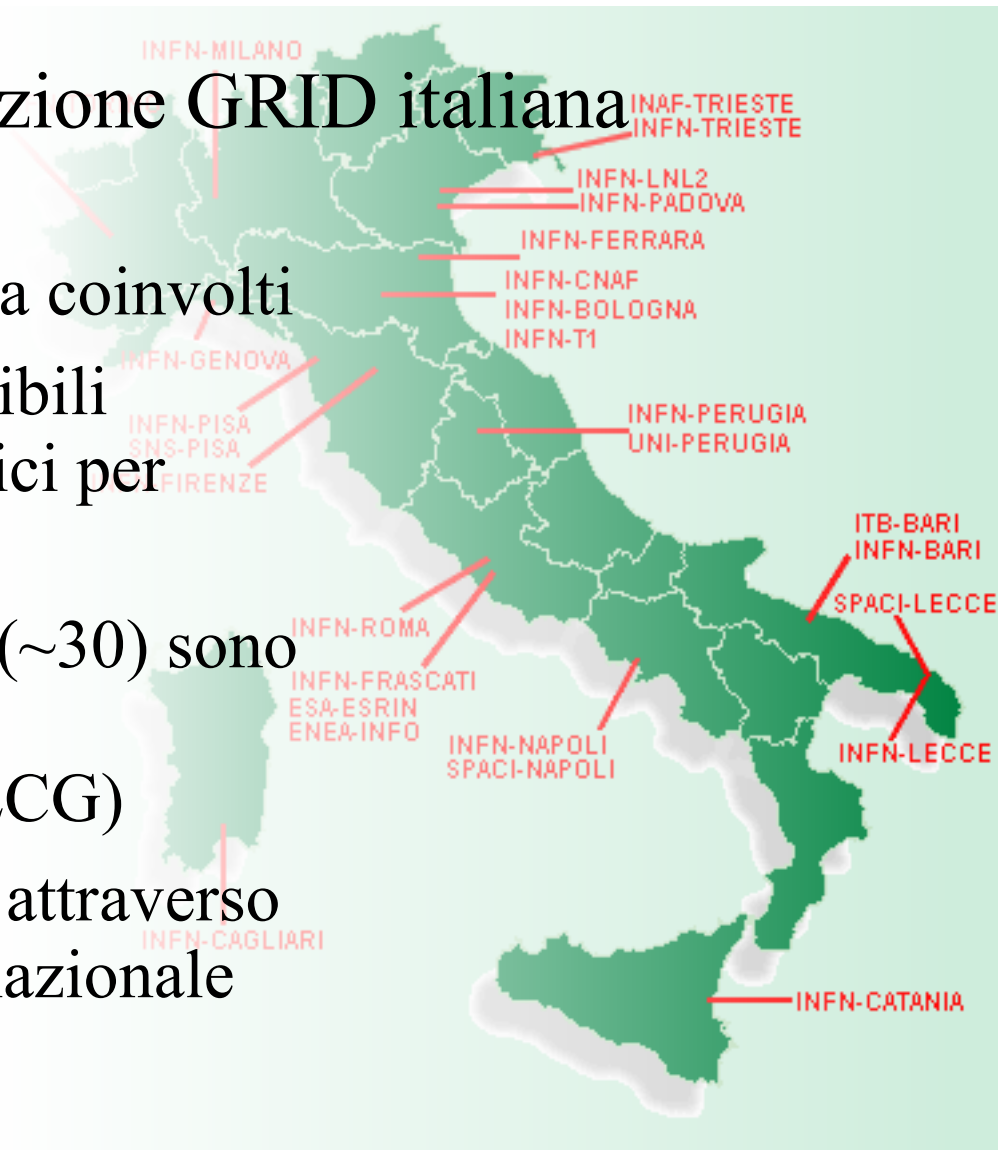 INFN-MILANO
zione GRID italiana
INAF-TRIESTE
INFN-TRIESTE
INFN-LNL2
INFN-PADOVA
INFN-FERRARA
a coinvolti
INFN-CNAF
INFN-BOLOGNA
INFN-T1
INFN-GENOVA
ibili
INFN-PISA
SNS-PISA
INFN-PERUGIA
UNI-PERUGIA
ici per
FIRENZE
ITB-BARI
INFN-BARI
SPACI-LECCE
INFN-ROMA
(~30) sono
INFN-FRASCATI
ESA-ESRIN
ENEA-INFO
INFN-NAPOLI
SPACI-NAPOLI
INFN-LECCE
LCG)
attraverso
INFN-CAGLIARI
nazionale
INFN-CATANIA